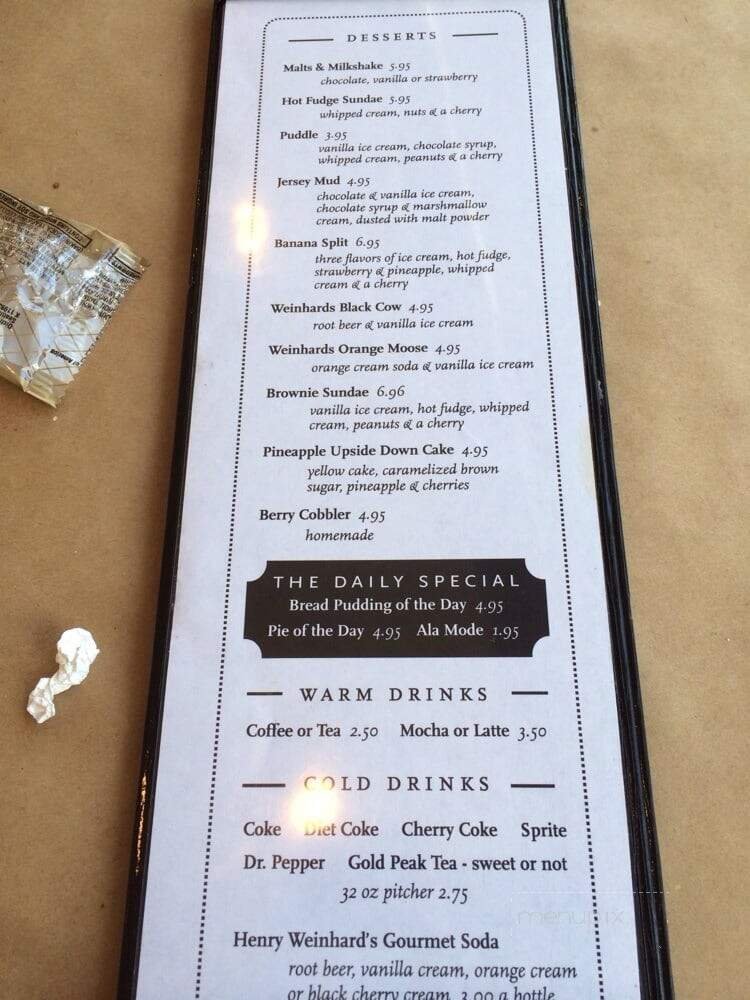 DESSERTS
Malts & Milkshake 5.95
chocolate, vanilla or strawberry
Hot Fudge Sundae 5.95
whipped cream, nuts & a cherry
Puddle 3.95
vanilla ice cream, chocolate syrup,
whipped cream, peanuts & a cherry
Jersey Mud 4.95
chocolate & vanilla ice cream,
chocolate syrup & marshmallow
cream, dusted with malt powder
Banana Split 6.95
three flavors of ice cream, hot fudge,
strawberry & pineapple, whipped
cream & a cherry
Weinhards Black Cow 4.95
root beer & vanilla ice cream
Weinhards Orange Moose 4.95
orange cream soda & vanilla ice cream
Brownie Sundae 6.96
vanilla ice cream, hot fudge, whipped
cream, peanuts & a cherry
Pineapple Upside Down Cake 4.95
yellow cake, caramelized brown
sugar, pineapple & cherries
Berry Cobbler 4.95
homemade
THE DAILY SPECIAL
Bread Pudding of the Day 4.95
Pie of the Day 4.95 Ala Mode 1.95
WARM DRINKS
Coffee or Tea 2.50 Mocha or Latte 3.50
COLD DRINKS
Coke Diet Coke Cherry Coke Sprite
Dr. Pepper Gold Peak Tea - sweet or not
32 oz pitcher 2.75
menupix
Henry Weinhard's Gourmet Soda
root beer, vanilla cream, orange cream
or black cherry cream 3.00 a bottle